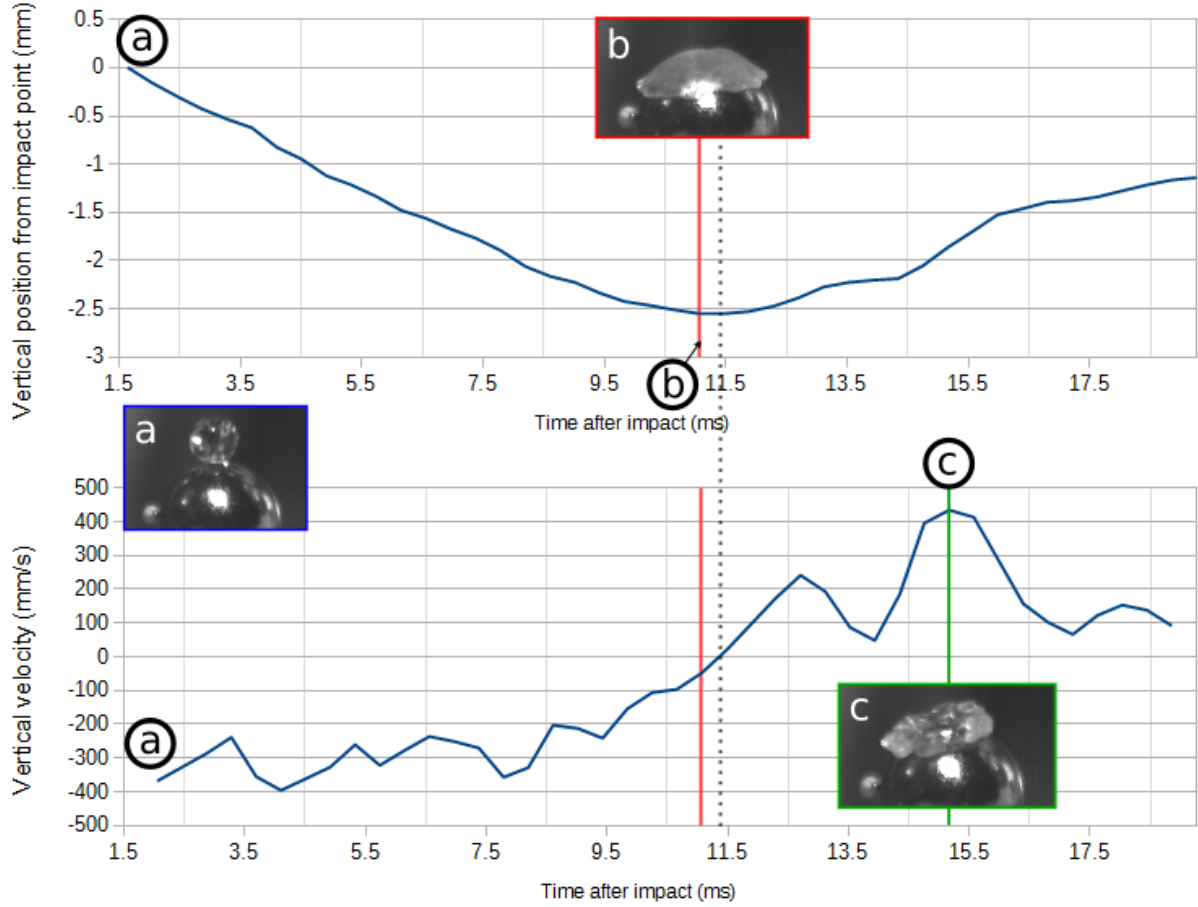 Vertical position from impact point (mm)
0.5
0
-0.5
-1
-1.5
-2
-2.5
-3
a
b
b
1.5 3.5 5.5 7.5 9.5 11.5 13.5 15.5 17.5
Time after impact (ms)
a
c
Vertical velocity (mm/s)
500
400
300
200
100
0
-100
-200
-300
-400
-500
a
c
1.5 3.5 5.5 7.5 9.5 11.5 13.5 15.5 17.5
Time after impact (ms)